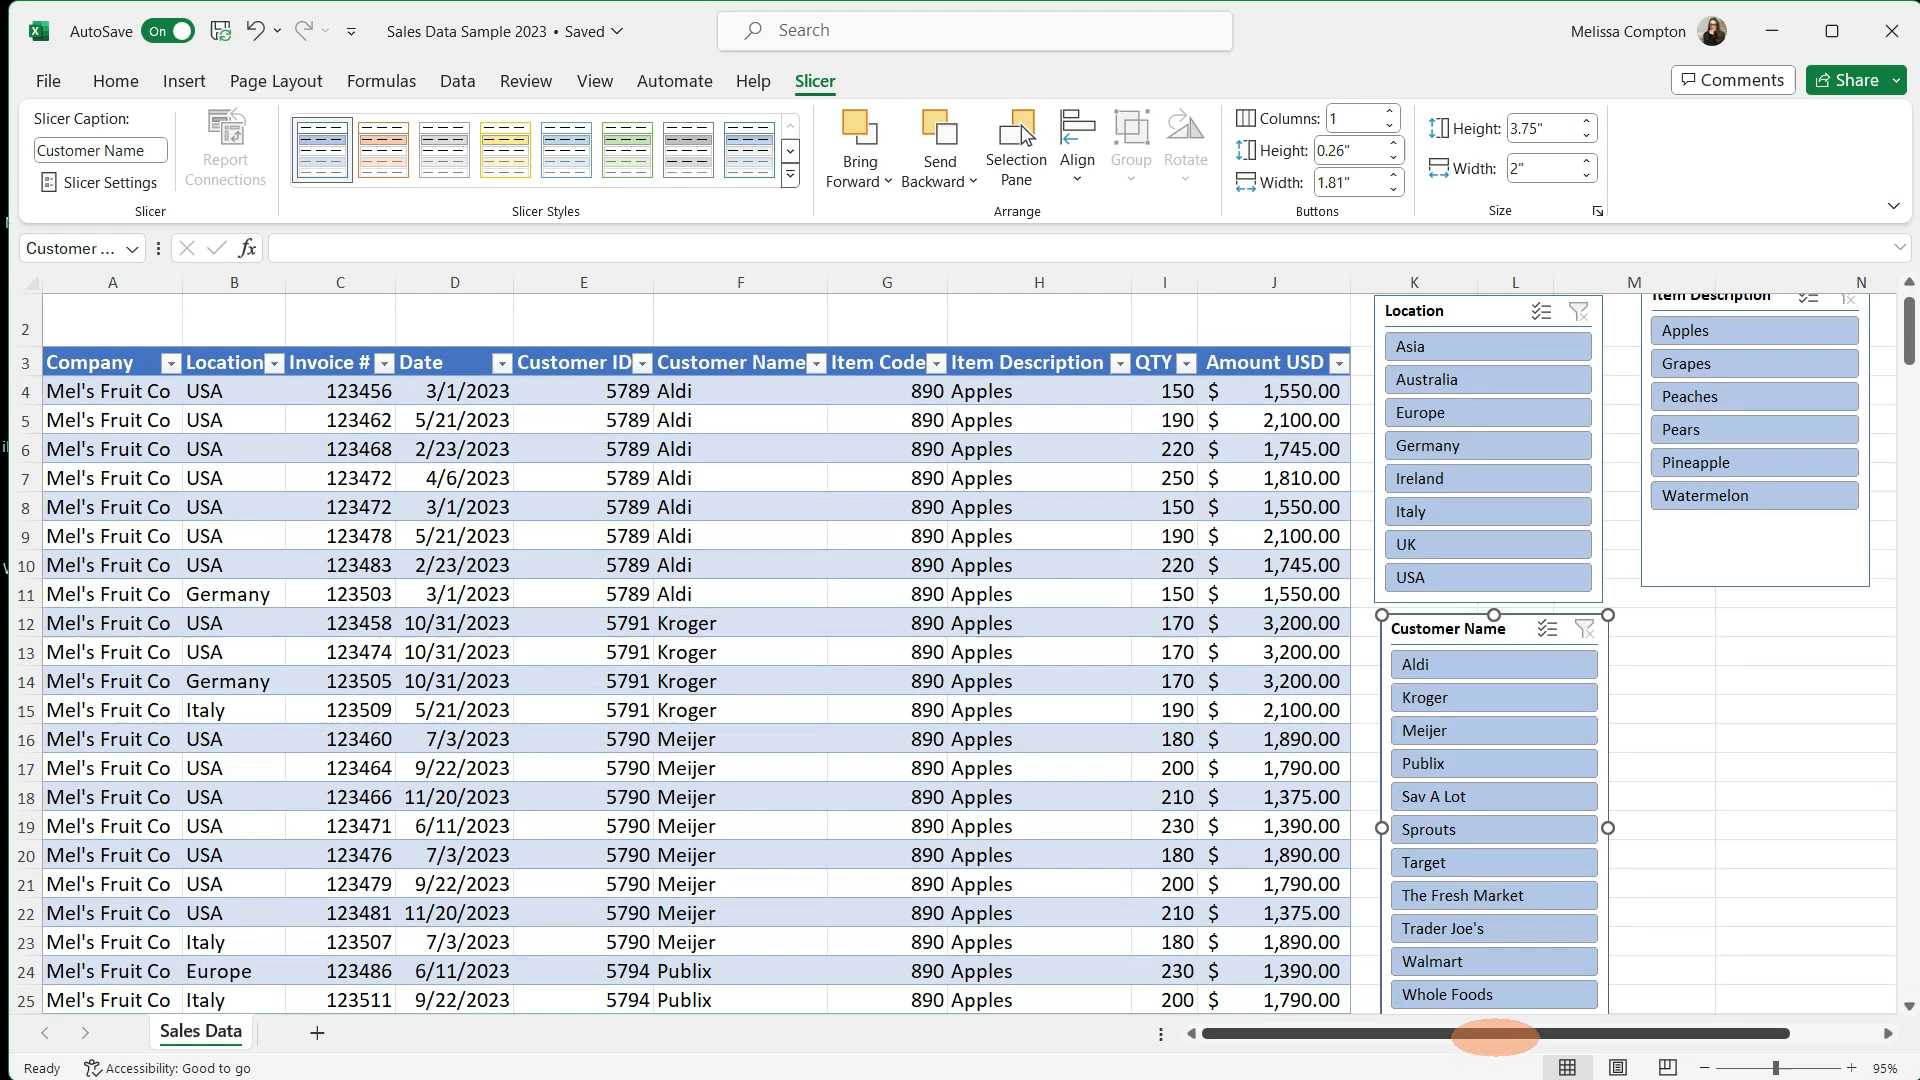 AutoSave On Sales Data Sample 2023 • Saved Search Melissa Compton
File Home Insert Page Layout Formulas Data Review View Automate Help Slicer Comments Share
Slicer Caption:
Customer Name
Slicer Settings
Report
Connections
Slicer
Slicer Styles
Bring
Forward
Send
Backward
Selection
Pane
Align
Group
Rotate
Arrange
Columns: 1
Height: 0.26"
Width: 1.81"
Buttons
Height: 3.75"
Width: 2"
Size
Customer ... fx
A B C D E F G H I J K L M N
2
3 Company Location Invoice # Date Customer ID Customer Name Item Code Item Description QTY Amount USD
4 Mel's Fruit Co USA 123456 3/1/2023 5789 Aldi 890 Apples 150 $ 1,550.00
5 Mel's Fruit Co USA 123462 5/21/2023 5789 Aldi 890 Apples 190 $ 2,100.00
6 Mel's Fruit Co USA 123468 2/23/2023 5789 Aldi 890 Apples 220 $ 1,745.00
7 Mel's Fruit Co USA 123472 4/6/2023 5789 Aldi 890 Apples 250 $ 1,810.00
8 Mel's Fruit Co USA 123472 3/1/2023 5789 Aldi 890 Apples 150 $ 1,550.00
9 Mel's Fruit Co USA 123478 5/21/2023 5789 Aldi 890 Apples 190 $ 2,100.00
10 Mel's Fruit Co USA 123483 2/23/2023 5789 Aldi 890 Apples 220 $ 1,745.00
11 Mel's Fruit Co Germany 123503 3/1/2023 5789 Aldi 890 Apples 150 $ 1,550.00
12 Mel's Fruit Co USA 123458 10/31/2023 5791 Kroger 890 Apples 170 $ 3,200.00
13 Mel's Fruit Co USA 123474 10/31/2023 5791 Kroger 890 Apples 170 $ 3,200.00
14 Mel's Fruit Co Germany 123505 10/31/2023 5791 Kroger 890 Apples 170 $ 3,200.00
15 Mel's Fruit Co Italy 123509 5/21/2023 5791 Kroger 890 Apples 190 $ 2,100.00
16 Mel's Fruit Co USA 123460 7/3/2023 5790 Meijer 890 Apples 180 $ 1,890.00
17 Mel's Fruit Co USA 123464 9/22/2023 5790 Meijer 890 Apples 200 $ 1,790.00
18 Mel's Fruit Co USA 123466 11/20/2023 5790 Meijer 890 Apples 210 $ 1,375.00
19 Mel's Fruit Co USA 123471 6/11/2023 5790 Meijer 890 Apples 230 $ 1,390.00
20 Mel's Fruit Co USA 123476 7/3/2023 5790 Meijer 890 Apples 180 $ 1,890.00
21 Mel's Fruit Co USA 123479 9/22/2023 5790 Meijer 890 Apples 200 $ 1,790.00
22 Mel's Fruit Co USA 123481 11/20/2023 5790 Meijer 890 Apples 210 $ 1,375.00
23 Mel's Fruit Co Italy 123507 7/3/2023 5790 Meijer 890 Apples 180 $ 1,890.00
24 Mel's Fruit Co Europe 123486 6/11/2023 5794 Publix 890 Apples 230 $ 1,390.00
25 Mel's Fruit Co Italy 123511 9/22/2023 5794 Publix 890 Apples 200 $ 1,790.00
Location
Asia
Australia
Europe
Germany
Ireland
Italy
UK
USA
Item Description
Apples
Grapes
Peaches
Pears
Pineapple
Watermelon
Customer Name
Aldi
Kroger
Meijer
Publix
Sav A Lot
Sprouts
Target
The Fresh Market
Trader Joe's
Walmart
Whole Foods
Sales Data
Ready Accessibility: Good to go 95%